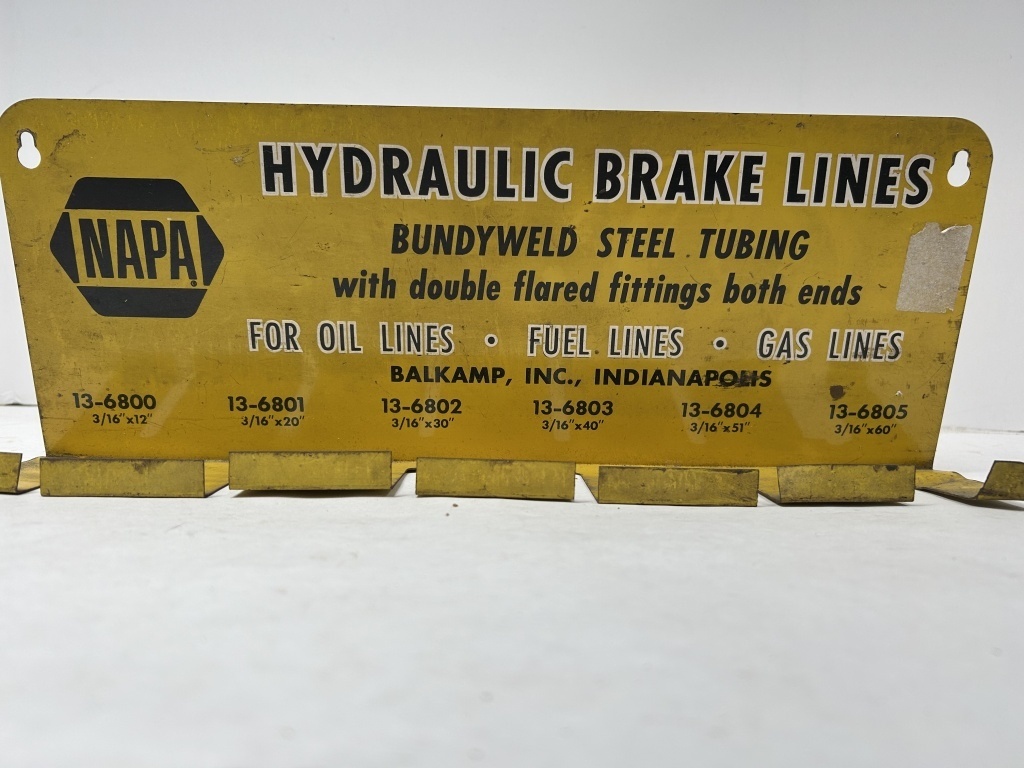 HYDRAULIC BRAKE LINES
NAPA®
BUNDYWELD STEEL TUBING
with double flared fittings both ends
FOR OIL LINES • FUEL LINES • GAS LINES
BALKAMP, INC., INDIANAPOLIS
13-6800 13-6801 13-6802 13-6803 13-6804 13-6805
3/16"x12" 3/16"x20" 3/16"x30" 3/16"x40" 3/16"x51" 3/16"x60"